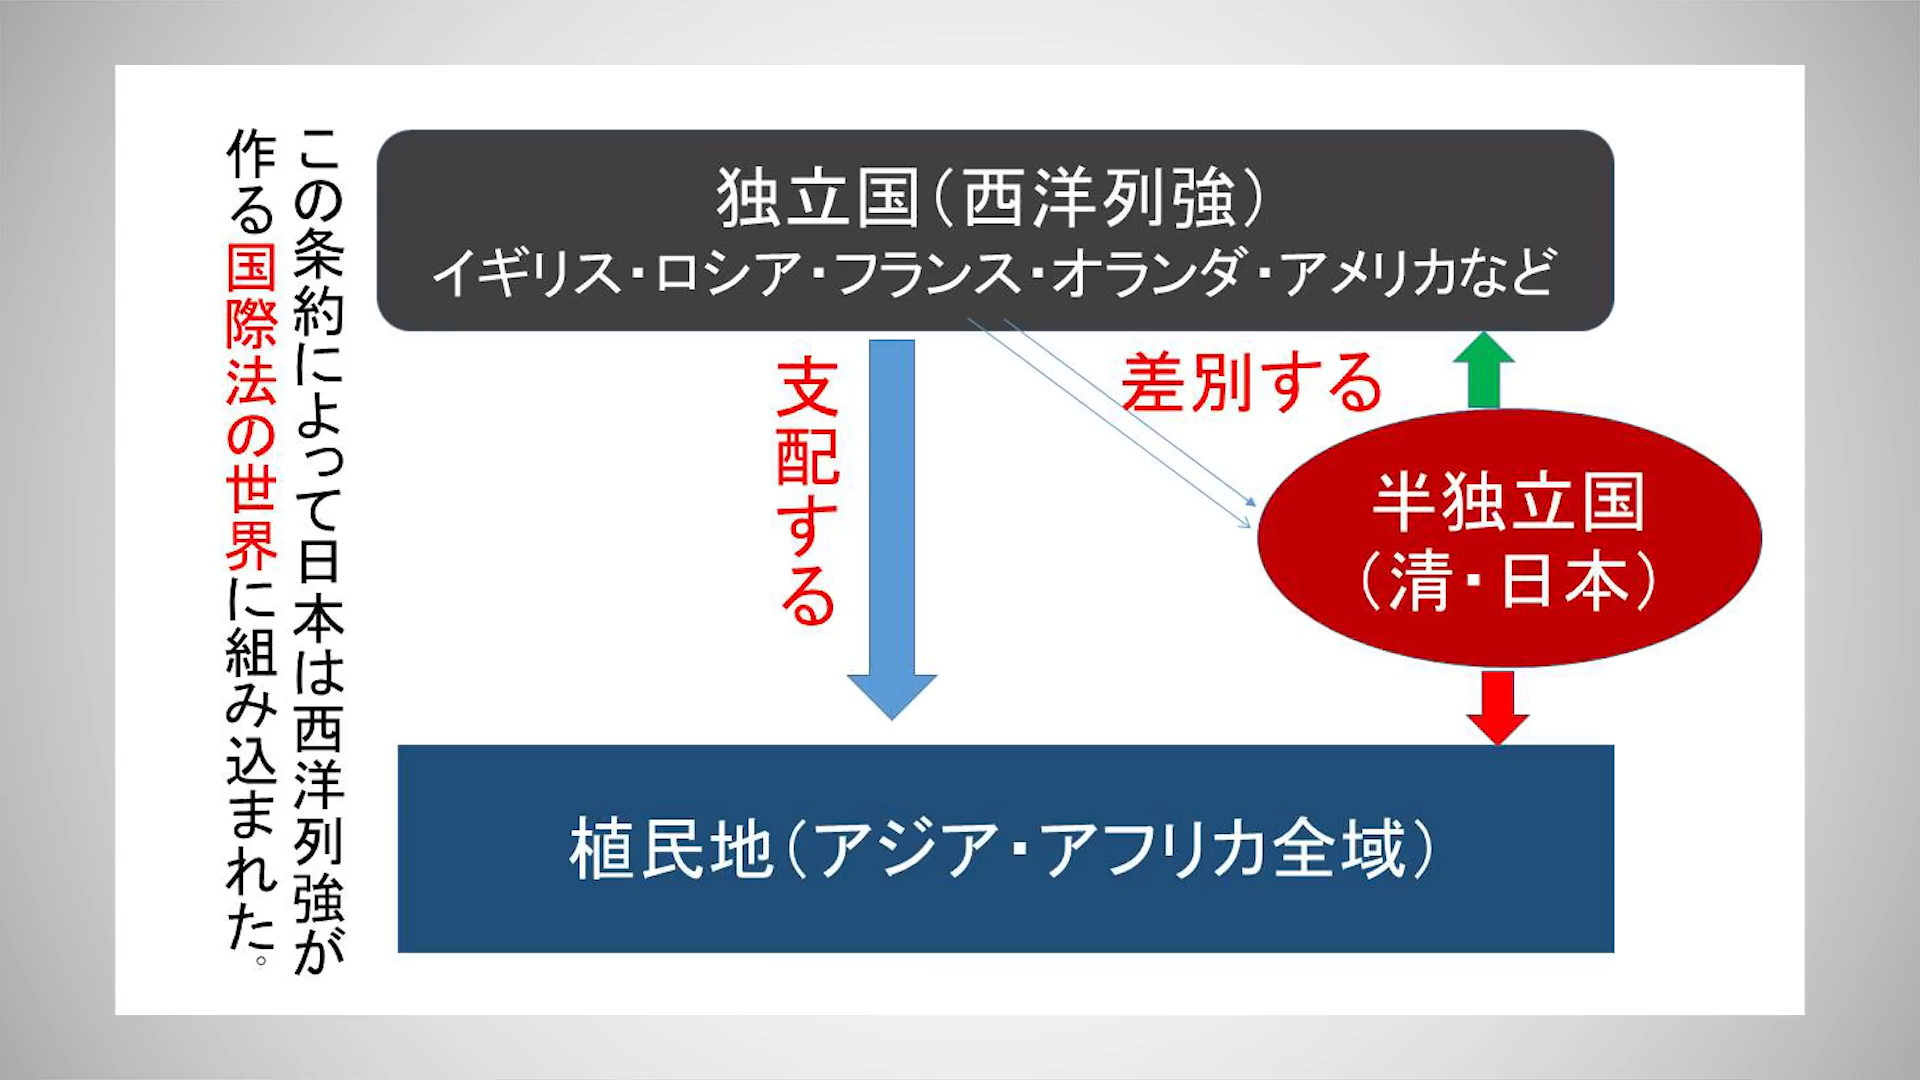 この条約によって日本は西洋列強が
作る国際法の世界に組み込まれた。
独立国（西洋列強）
イギリス・ロシア・フランス・オランダ・アメリカなど
支配する
差別する
半独立国
（清・日本）
植民地（アジア・アフリカ全域）